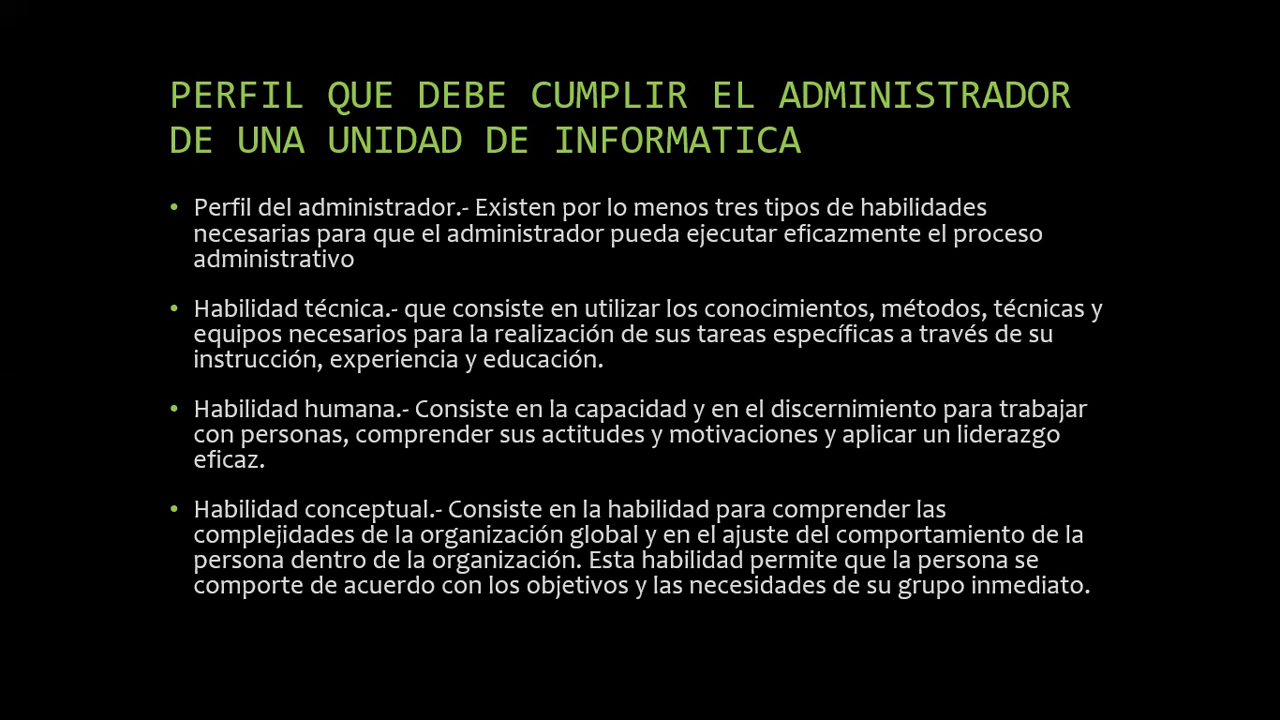 PERFIL QUE DEBE CUMPLIR EL ADMINISTRADOR
DE UNA UNIDAD DE INFORMATICA
• Perfil del administrador.- Existen por lo menos tres tipos de habilidades
necesarias para que el administrador pueda ejecutar eficazmente el proceso
administrativo
• Habilidad técnica.- que consiste en utilizar los conocimientos, métodos, técnicas y
equipos necesarios para la realización de sus tareas específicas a través de su
instrucción, experiencia y educación.
• Habilidad humana.- Consiste en la capacidad y en el discernimiento para trabajar
con personas, comprender sus actitudes y motivaciones y aplicar un liderazgo
eficaz.
• Habilidad conceptual.- Consiste en la habilidad para comprender las
complejidades de la organización global y en el ajuste del comportamiento de la
persona dentro de la organización. Esta habilidad permite que la persona se
comporte de acuerdo con los objetivos y las necesidades de su grupo inmediato.